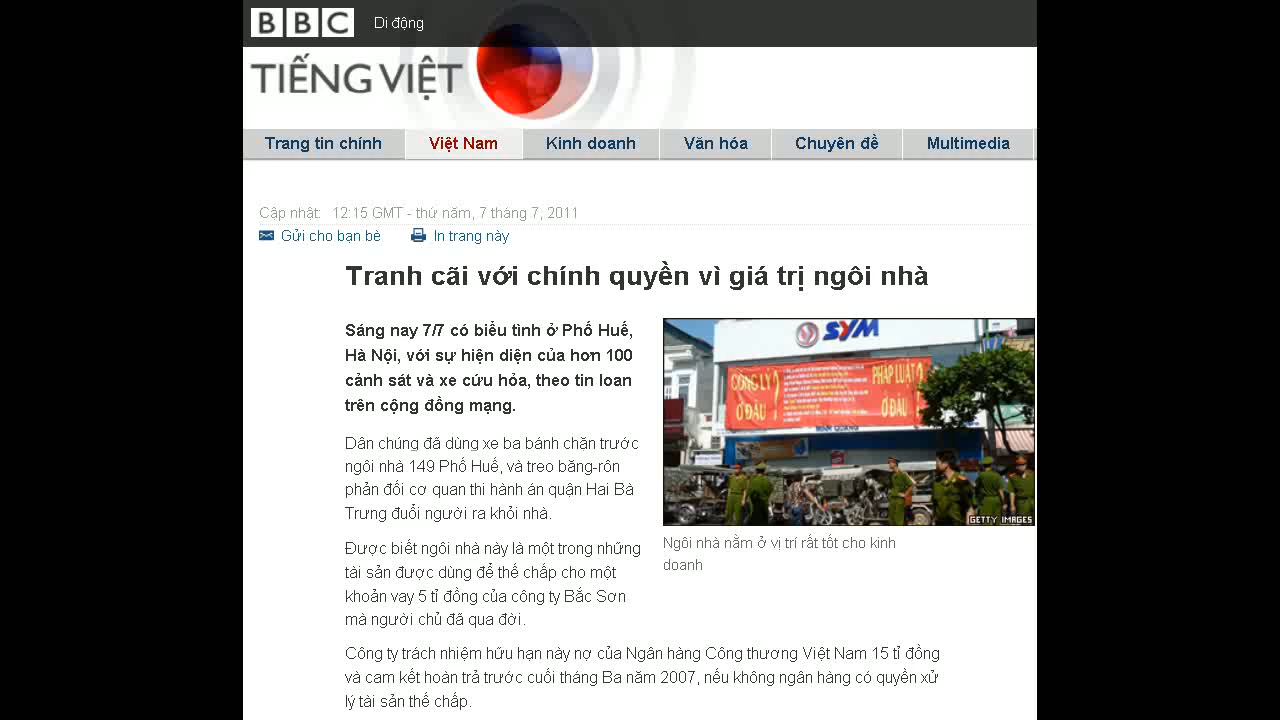 BBC Di động
TIẾNG VIỆT
Trang tin chính Việt Nam Kinh doanh Văn hóa Chuyên đề Multimedia
Cập nhật: 12:15 GMT - thứ năm, 7 tháng 7, 2011
Gửi cho bạn bè In trang này
Tranh cãi với chính quyền vì giá trị ngôi nhà
Sáng nay 7/7 có biểu tình ở Phố Huế,
Hà Nội, với sự hiện diện của hơn 100
cảnh sát và xe cứu hỏa, theo tin loan
trên cộng đồng mạng.
Dân chúng đã dùng xe ba bánh chặn trước
ngôi nhà 149 Phố Huế, và treo băng-rôn
phản đối cơ quan thi hành án quận Hai Bà
Trưng đuổi người ra khỏi nhà.
Được biết ngôi nhà này là một trong những
tài sản được dùng để thế chấp cho một
khoản vay 5 tỉ đồng của công ty Bắc Sơn
mà người chủ đã qua đời.
SYM
CÔNG LÝ ? PHÁP LUẬT ?
Ở ĐÂU Ở ĐÂU
MINH QUANG
GETTY IMAGES
Ngôi nhà nằm ở vị trí rất tốt cho kinh
doanh
Công ty trách nhiệm hữu hạn này nợ của Ngân hàng Công thương Việt Nam 15 tỉ đồng
và cam kết hoàn trả trước cuối tháng Ba năm 2007, nếu không ngân hàng có quyền xử
lý tài sản thế chấp.